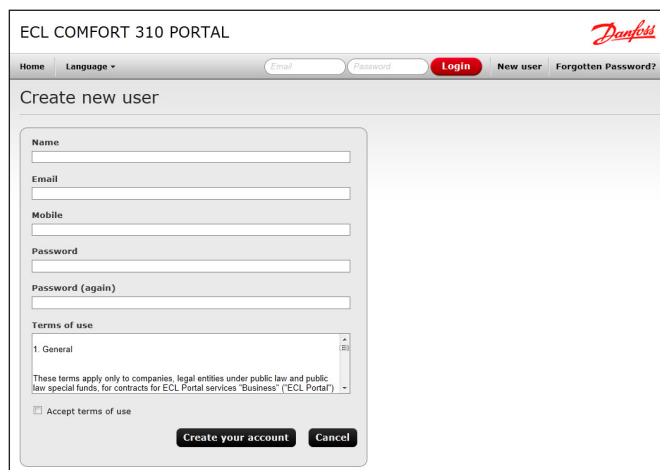 ECL COMFORT 310 PORTAL
Danfoss
Home Language Email Password Login New user Forgotten Password?
Create new user
Name
Email
Mobile
Password
Password (again)
Terms of use
1. General
These terms apply only to companies, legal entities under public law and public
law special funds, for contracts for ECL Portal services "Business" ("ECL Portal")
Accept terms of use
Create your account Cancel